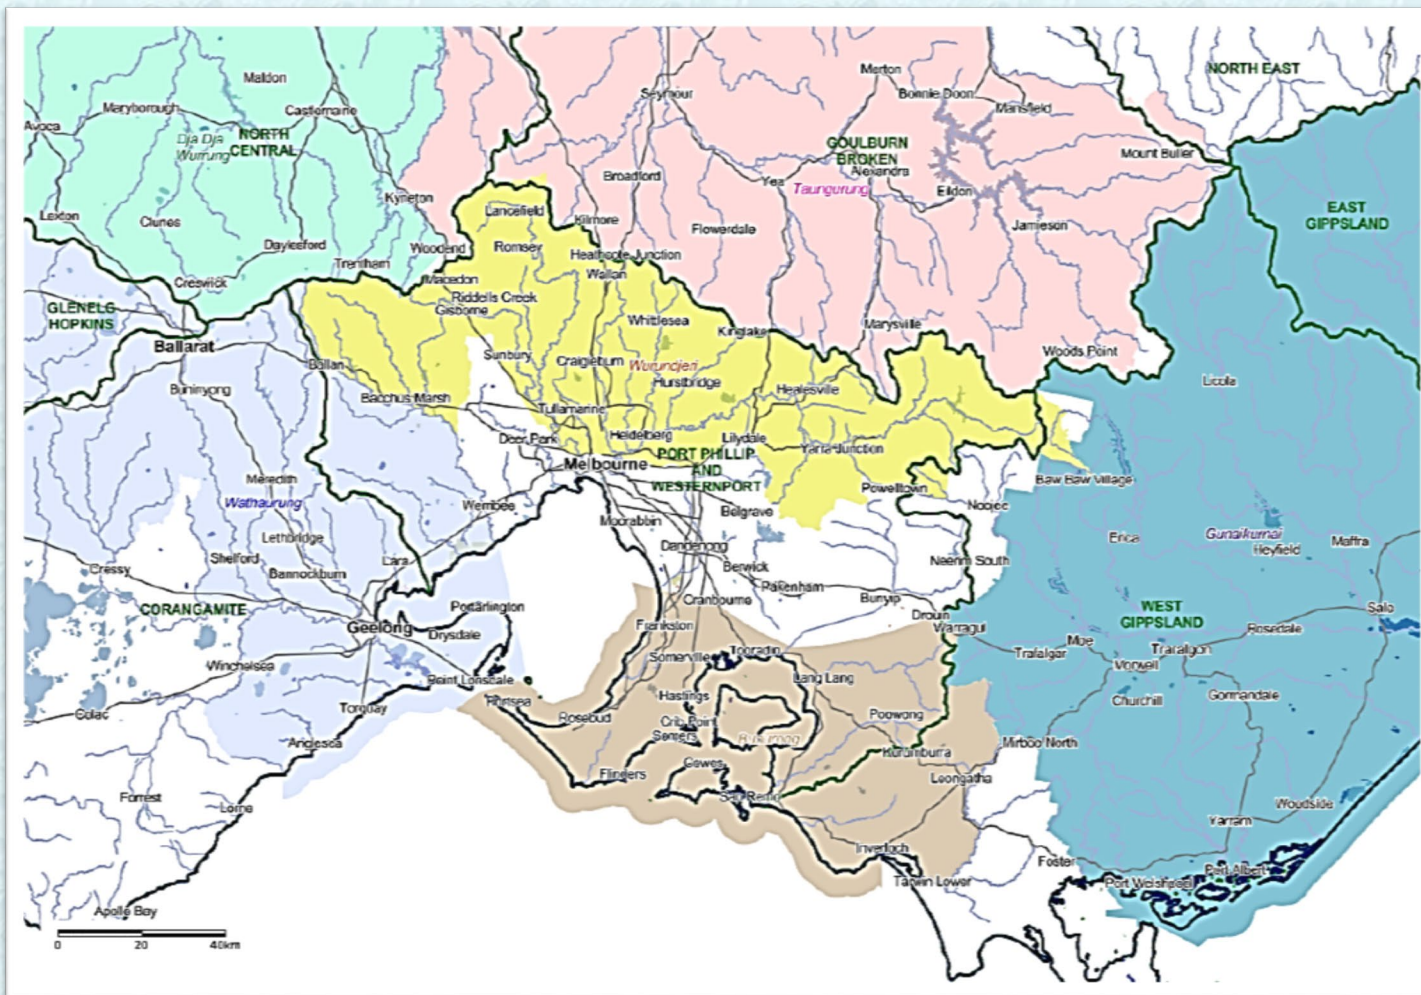 NORTH EAST
Maldon
Merton
Seymour
Bonnie Doon
Mansfield
Maryborough
Castlemaine
Avoca
Dja Dja
Wurrung
NORTH
CENTRAL
GOULBURN
BROKEN
Alexandra
Mount Buller
Broadford
Yea
Taungurung
Eildon
Kyneton
Lancefield
EAST
GIPPSLAND
Lexton
Clunes
Kilmore
Flowerdale
Jamieson
Daylesford
Woodend
Romsey
Heathcote Junction
Trentham
Wallan
Creswick
Macedon
Riddells Creek
Gisborne
GLENELG
HOPKINS
Whittlesea
Kinglake
Marysville
Ballarat
Sunbury
Craigieburn
Wurundjeri
Woods Point
Ballan
Hurstbridge
Healesville
Licola
Buninyong
Bacchus Marsh
Tullamarine
Deer Park
Heidelberg
Lilydale
Yarra Junction
Melbourne
PORT PHILLIP
AND
WESTERNPORT
Meredith
Baw Baw Village
Powelltown
Wathaurung
Werribee
Noojee
Belgrave
Moorabbin
Lethbridge
Erica
Gunaikurnai
Heyfield
Maffra
Shelford
Bannockburn
Lara
Dandenong
Berwick
Neerim South
Cressy
Pakenham
Bunyip
CORANGAMITE
Portarlington
Cranbourne
Drouin
WEST
GIPPSLAND
Sale
Geelong
Drysdale
Frankston
Warragul
Rosedale
Moe
Trafalgar
Traralgon
Morwell
Winchelsea
Somerville
Tooradin
Point Lonsdale
Lang Lang
Hastings
Churchill
Gormandale
Torquay
Portsea
Colac
Rosebud
Crib Point
Poowong
Somers
Anglesea
Korumburra
Mirboo North
Flinders
Cowes
Leongatha
Forrest
San Remo
Lorne
Woodside
Yarram
Inverloch
Foster
Tarwin Lower
Port Welshpool
Port Albert
Apollo Bay
0 20 40km